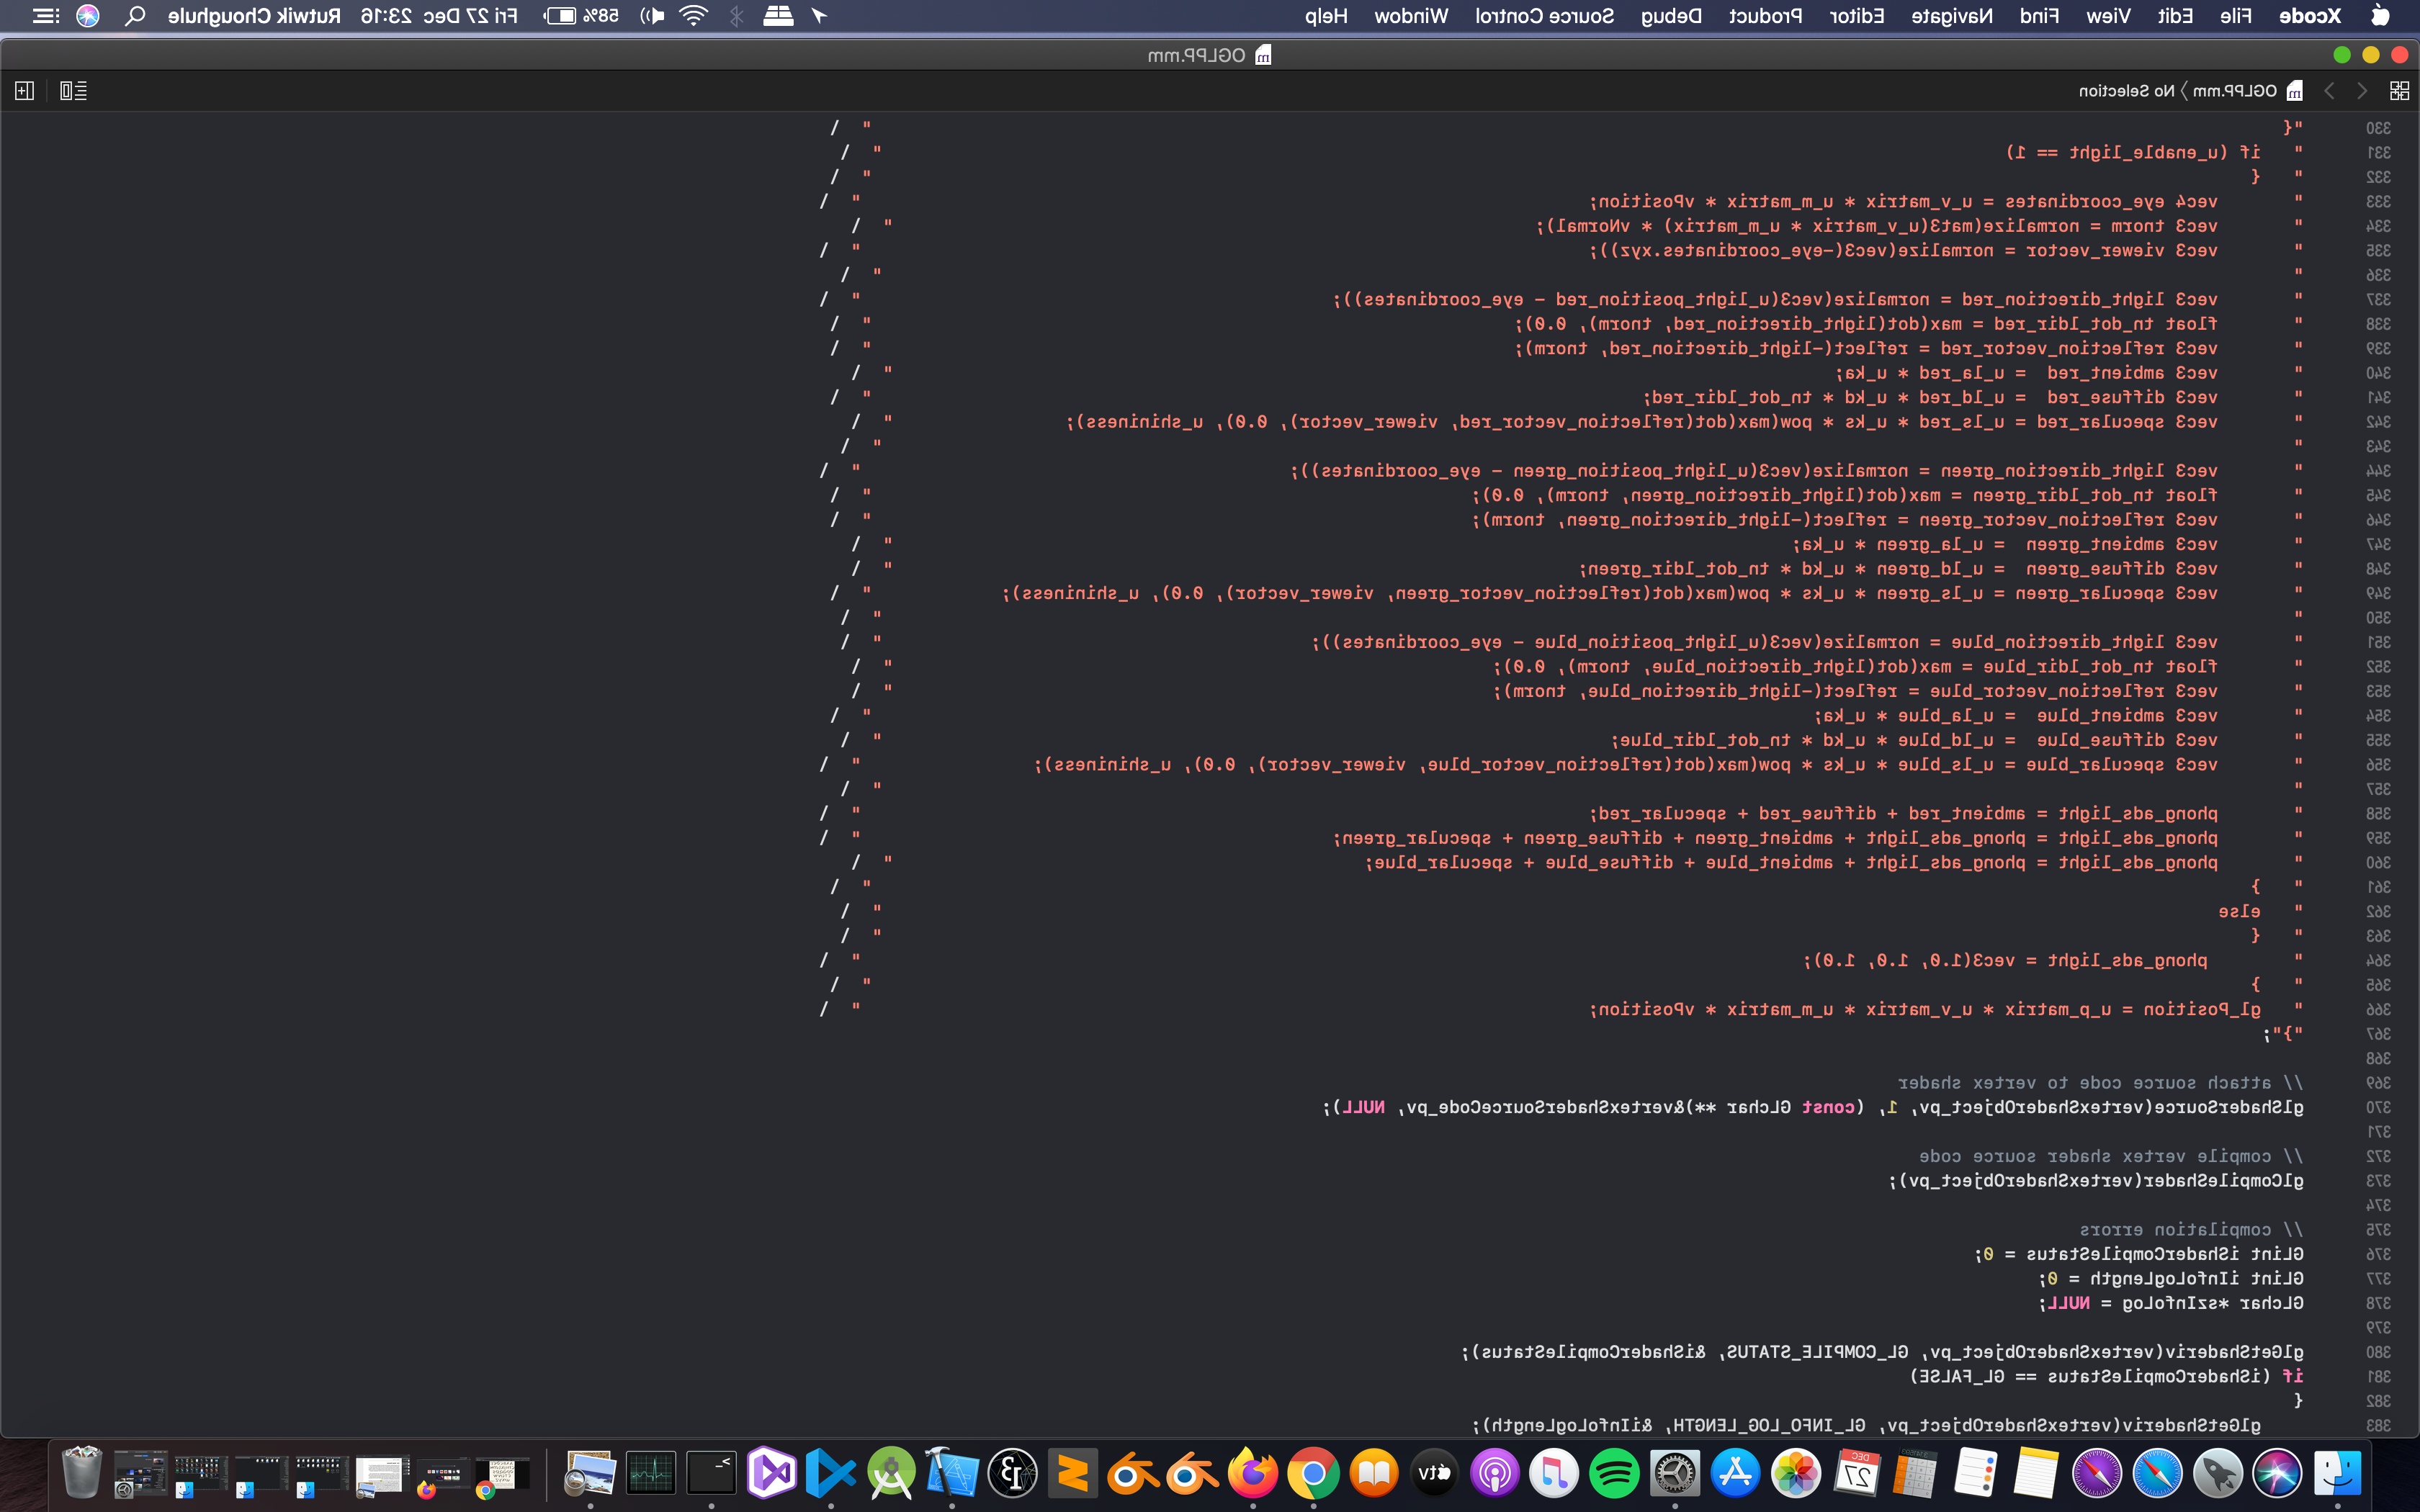 Xcode File Edit View Find Navigate Editor Product Debug Source Control Window Help 58% Fri 27 Dec 23:16 Rutwik Choughule
OGLPP.mm
OGLPP.mm 〉 No Selection
330 "{ " \
331 "   if (u_enable_light == 1) " \
332 "   { " \
333 "       vec4 eye_coordinates = u_v_matrix * u_m_matrix * vPosition; " \
334 "       vec3 tnorm = normalize(mat3(u_v_matrix * u_m_matrix) * vNormal); " \
335 "       vec3 viewer_vector = normalize(vec3(-eye_coordinates.xyz)); " \
336 " " \
337 "       vec3 light_direction_red = normalize(vec3(u_light_position_red - eye_coordinates)); " \
338 "       float tn_dot_ldir_red = max(dot(light_direction_red, tnorm), 0.0); " \
339 "       vec3 reflection_vector_red = reflect(-light_direction_red, tnorm); " \
340 "       vec3 ambient_red  = u_la_red * u_ka; " \
341 "       vec3 diffuse_red  = u_ld_red * u_kd * tn_dot_ldir_red; " \
342 "       vec3 specular_red = u_ls_red * u_ks * pow(max(dot(reflection_vector_red, viewer_vector), 0.0), u_shininess); " \
343 " " \
344 "       vec3 light_direction_green = normalize(vec3(u_light_position_green - eye_coordinates)); " \
345 "       float tn_dot_ldir_green = max(dot(light_direction_green, tnorm), 0.0); " \
346 "       vec3 reflection_vector_green = reflect(-light_direction_green, tnorm); " \
347 "       vec3 ambient_green  = u_la_green * u_ka; " \
348 "       vec3 diffuse_green  = u_ld_green * u_kd * tn_dot_ldir_green; " \
349 "       vec3 specular_green = u_ls_green * u_ks * pow(max(dot(reflection_vector_green, viewer_vector), 0.0), u_shininess); " \
350 " " \
351 "       vec3 light_direction_blue = normalize(vec3(u_light_position_blue - eye_coordinates)); " \
352 "       float tn_dot_ldir_blue = max(dot(light_direction_blue, tnorm), 0.0); " \
353 "       vec3 reflection_vector_blue = reflect(-light_direction_blue, tnorm); " \
354 "       vec3 ambient_blue  = u_la_blue * u_ka; " \
355 "       vec3 diffuse_blue  = u_ld_blue * u_kd * tn_dot_ldir_blue; " \
356 "       vec3 specular_blue = u_ls_blue * u_ks * pow(max(dot(reflection_vector_blue, viewer_vector), 0.0), u_shininess); " \
357 " " \
358 "       phong_ads_light = ambient_red + diffuse_red + specular_red; " \
359 "       phong_ads_light = phong_ads_light + ambient_green + diffuse_green + specular_green; " \
360 "       phong_ads_light = phong_ads_light + ambient_blue + diffuse_blue + specular_blue; " \
361 "   } " \
362 "   else " \
363 "   { " \
364 "        phong_ads_light = vec3(1.0, 1.0, 1.0); " \
365 "   } " \
366 "   gl_Position = u_p_matrix * u_v_matrix * u_m_matrix * vPosition; " \
367 "}";
368
369 // attach source code to vertex shader
370 glShaderSource(vertexShaderObject_pv, 1, (const GLchar **)&vertexShaderSourceCode_pv, NULL);
371
372 // compile vertex shader source code
373 glCompileShader(vertexShaderObject_pv);
374
375 // compilation errors
376 GLint iShaderCompileStatus = 0;
377 GLint iInfoLogLength = 0;
378 GLchar *szInfoLog = NULL;
379
380 glGetShaderiv(vertexShaderObject_pv, GL_COMPILE_STATUS, &iShaderCompileStatus);
381 if (iShaderCompileStatus == GL_FALSE)
382 {
383     glGetShaderiv(vertexShaderObject_pv, GL_INFO_LOG_LENGTH, &iInfoLogLength);
DEC
27
tv